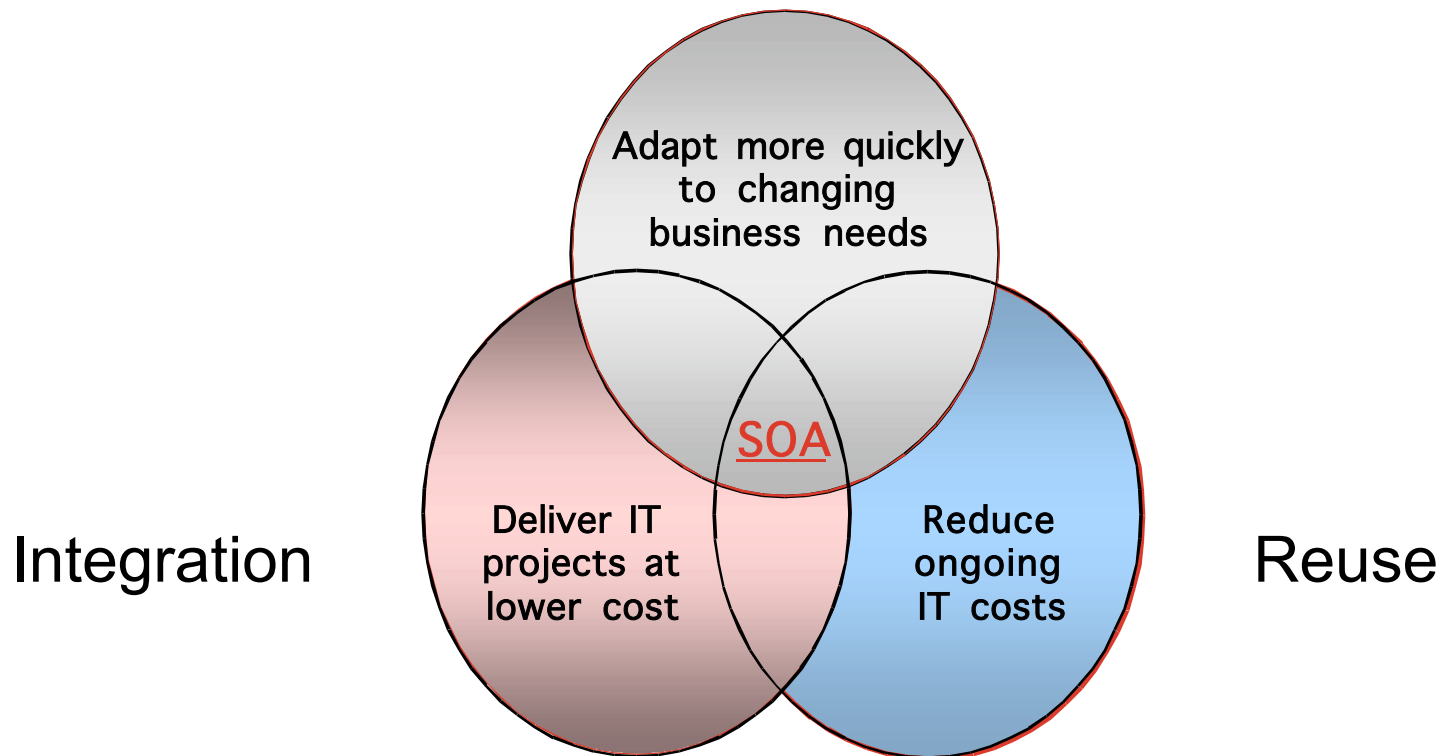 Adapt more quickly
to changing
business needs
SOA
Deliver IT
projects at
lower cost
Reduce
ongoing
IT costs
Integration
Reuse